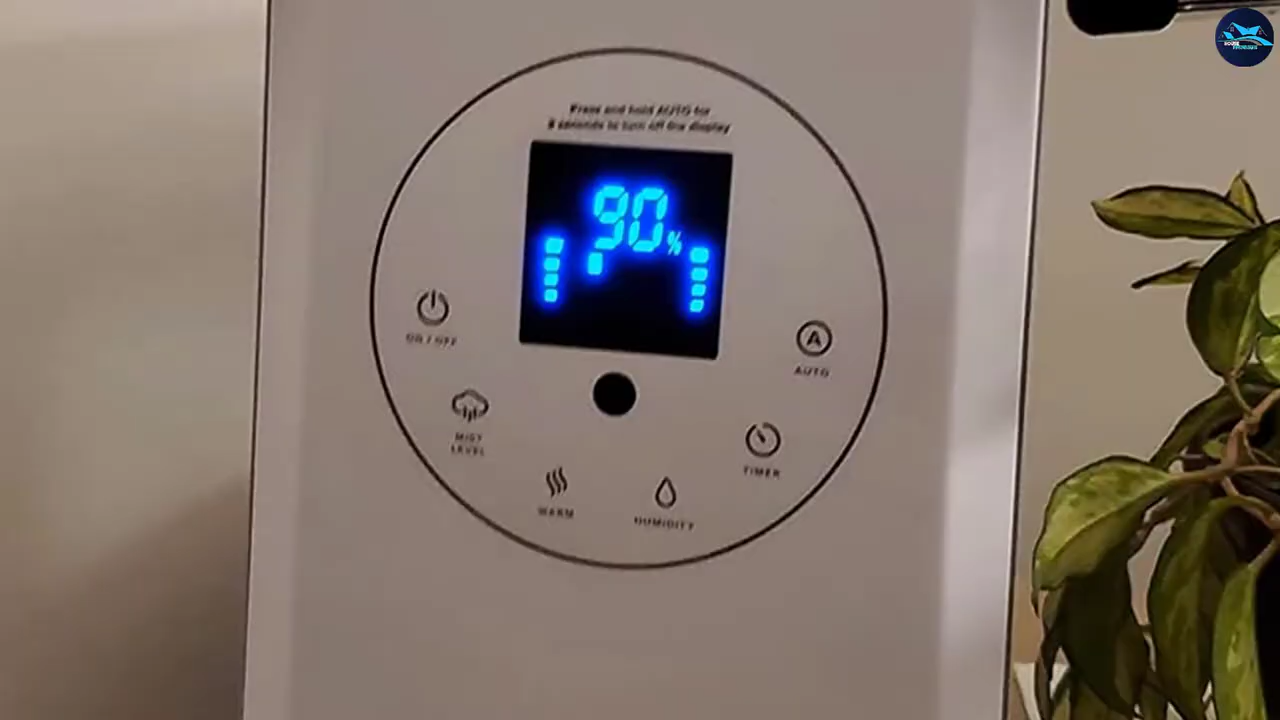 Press and hold AUTO for
seconds to turn off the display
90%
ON / OFF
AUTO
MIST
LEVEL
TIMER
WARM
HUMIDITY
HOUSE